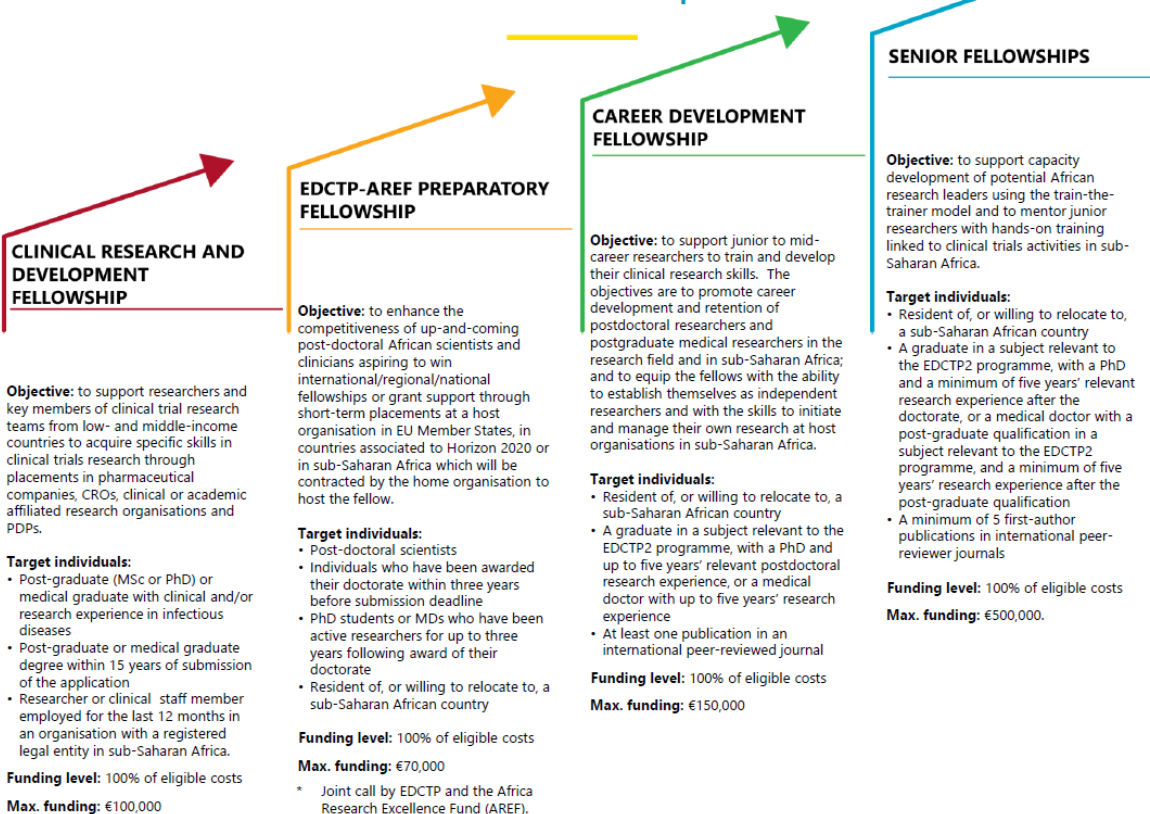 CLINICAL RESEARCH AND
DEVELOPMENT
FELLOWSHIP
Objective: to support researchers and
key members of clinical trial research
teams from low- and middle-income
countries to acquire specific skills in
clinical trials research through
placements in pharmaceutical
companies, CROs, clinical or academic
affiliated research organisations and
PDPs.
Target individuals:
• Post-graduate (MSc or PhD) or
medical graduate with clinical and/or
research experience in infectious
diseases
• Post-graduate or medical graduate
degree within 15 years of submission
of the application
• Researcher or clinical staff member
employed for the last 12 months in
an organisation with a registered
legal entity in sub-Saharan Africa.
Funding level: 100% of eligible costs
Max. funding: €100,000
EDCTP-AREF PREPARATORY
FELLOWSHIP
Objective: to enhance the
competitiveness of up-and-coming
post-doctoral African scientists and
clinicians aspiring to win
international/regional/national
fellowships or grant support through
short-term placements at a host
organisation in EU Member States, in
countries associated to Horizon 2020 or
in sub-Saharan Africa which will be
contracted by the home organisation to
host the fellow.
Target individuals:
• Post-doctoral scientists
• Individuals who have been awarded
their doctorate within three years
before submission deadline
• PhD students or MDs who have been
active researchers for up to three
years following award of their
doctorate
• Resident of, or willing to relocate to, a
sub-Saharan African country
Funding level: 100% of eligible costs
Max. funding: €70,000
* Joint call by EDCTP and the Africa
Research Excellence Fund (AREF).
CAREER DEVELOPMENT
FELLOWSHIP
Objective: to support junior to mid-
career researchers to train and develop
their clinical research skills. The
objectives are to promote career
development and retention of
postdoctoral researchers and
postgraduate medical researchers in the
research field and in sub-Saharan Africa;
and to equip the fellows with the ability
to establish themselves as independent
researchers and with the skills to initiate
and manage their own research at host
organisations in sub-Saharan Africa.
Target individuals:
• Resident of, or willing to relocate to, a
sub-Saharan African country
• A graduate in a subject relevant to the
EDCTP2 programme, with a PhD and
up to five years' relevant postdoctoral
research experience, or a medical
doctor with up to five years' research
experience
• At least one publication in an
international peer-reviewed journal
Funding level: 100% of eligible costs
Max. funding: €150,000
SENIOR FELLOWSHIPS
Objective: to support capacity
development of potential African
research leaders using the train-the-
trainer model and to mentor junior
researchers with hands-on training
linked to clinical trials activities in sub-
Saharan Africa.
Target individuals:
• Resident of, or willing to relocate to,
a sub-Saharan African country
• A graduate in a subject relevant to
the EDCTP2 programme, with a PhD
and a minimum of five years' relevant
research experience after the
doctorate, or a medical doctor with a
post-graduate qualification in a
subject relevant to the EDCTP2
programme, and a minimum of five
years' research experience after the
post-graduate qualification
• A minimum of 5 first-author
publications in international peer-
reviewer journals
Funding level: 100% of eligible costs
Max. funding: €500,000.